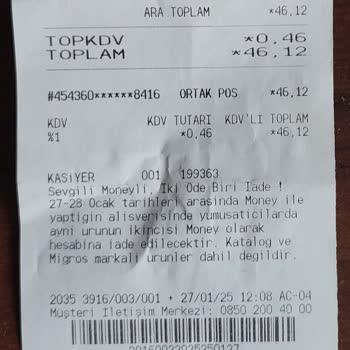 ARA TOPLAM *46,12
TOPKDV *0,46
TOPLAM *46,12
#454360******8416 ORTAK POS *46,12
KDV KDV TUTARI KDV'LI TOPLAM
%1 *0,46 *46,12
KASİYER 001 199363
Sevgili Moneyli, Iki Ode Biri Iade !
27-28 Ocak tarihleri arasinda Money ile
yaptigin alisverisinde yumusaticilarda
ayni urunun ikincisi Money olarak
hesabina iade edilecektir. Katalog ve
Migros markali urunler dahil degildir.
2035 3916/003/001 + 27/01/25 12:08 AC-04
Müşteri İletişim Merkezi: 0850 200 40 00